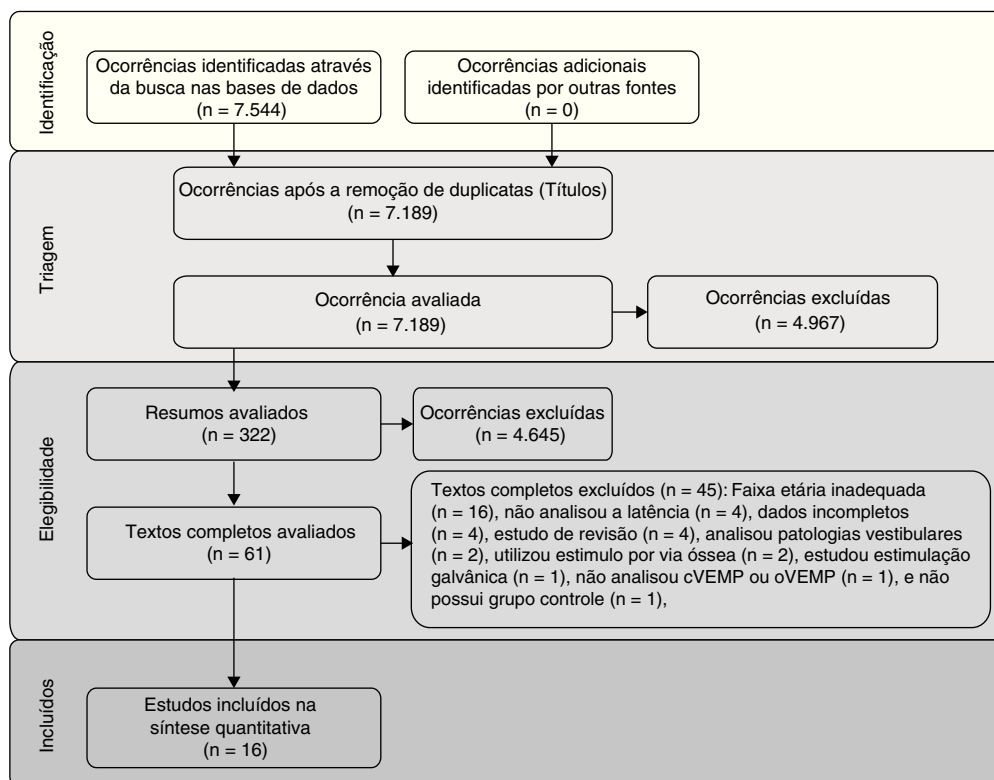 Identificação
Ocorrências identificadas através
da busca nas bases de dados
(n = 7.544)
Ocorrências adicionais
identificadas por outras fontes
(n = 0)
Triagem
Ocorrências após a remoção de duplicatas (Títulos)
(n = 7.189)
Ocorrência avaliada
(n = 7.189)
Ocorrências excluídas
(n = 4.967)
Elegibilidade
Resumos avaliados
(n = 322)
Ocorrências excluídas
(n = 4.645)
Textos completos avaliados
(n = 61)
Textos completos excluídos (n = 45): Faixa etária inadequada
(n = 16), não analisou a latência (n = 4), dados incompletos
(n = 4), estudo de revisão (n = 4), analisou patologias vestibulares
(n = 2), utilizou estimulo por via óssea (n = 2), estudou estimulação
galvânica (n = 1), não analisou cVEMP ou oVEMP (n = 1), e não
possui grupo controle (n = 1),
Incluídos
Estudos incluídos na
síntese quantitativa
(n = 16)